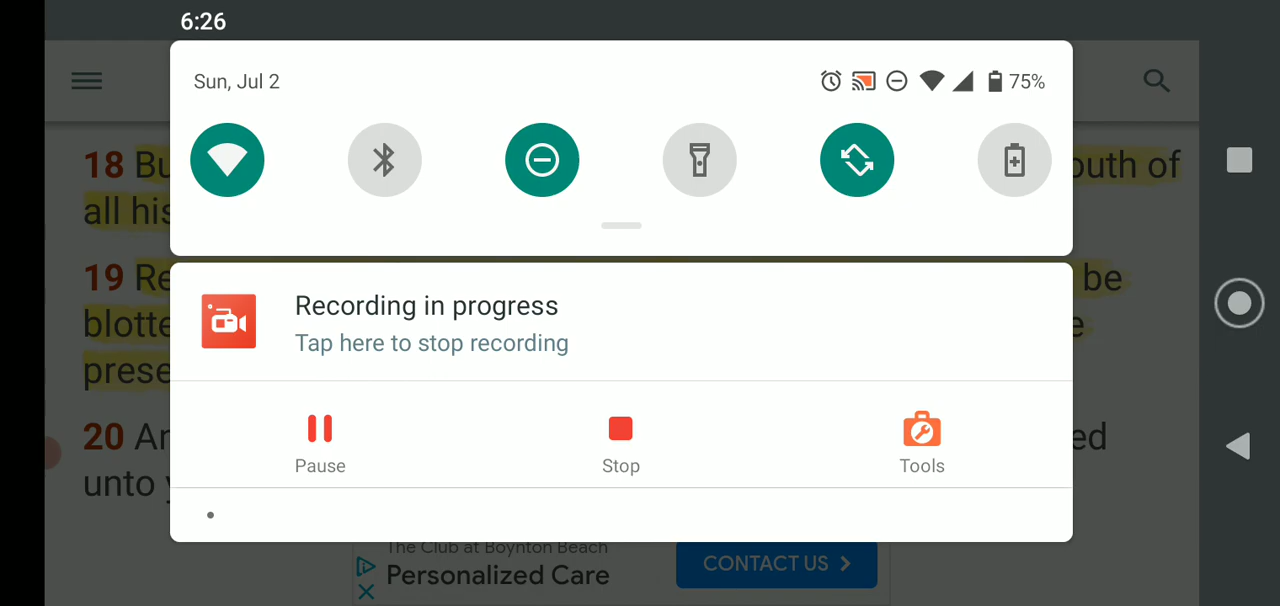 6:26
Sun, Jul 2
75%
18 Bu
outh of
all his
Recording in progress
Tap here to stop recording
19 Re
be
blotte
e
prese
Pause
Stop
Tools
20 An
ed
unto y
The Club at Boynton Beach
Personalized Care
CONTACT US